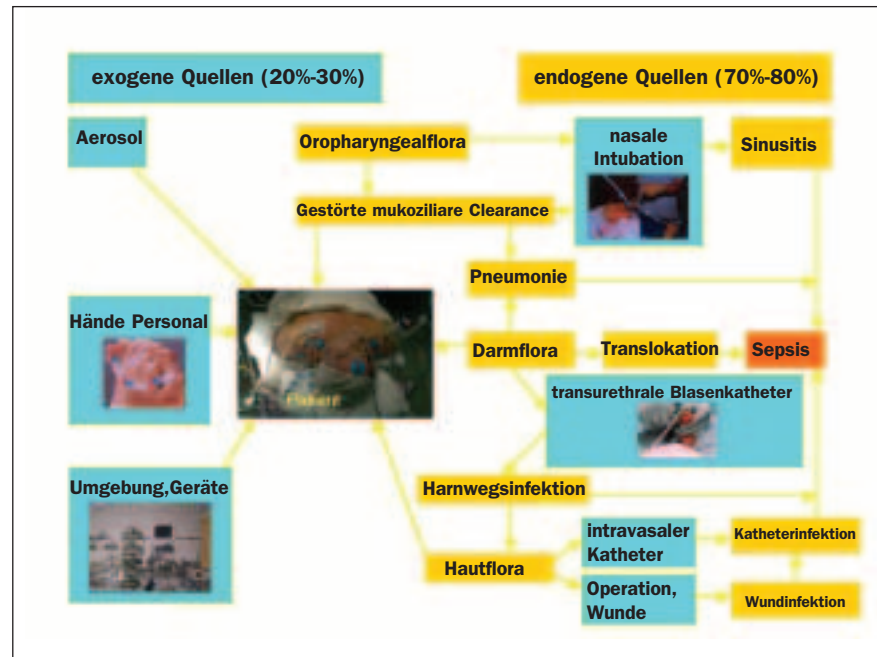 exogene Quellen (20%-30%)
endogene Quellen (70%-80%)
Aerosol
Oropharyngealflora
nasale
Intubation
Sinusitis
Gestörte mukoziliare Clearance
Pneumonie
Hände Personal
Patient
Darmflora
Translokation
Sepsis
transurethrale Blasenkatheter
Umgebung,Geräte
Harnwegsinfektion
intravasaler
Katheter
Katheterinfektion
Hautflora
Operation,
Wunde
Wundinfektion